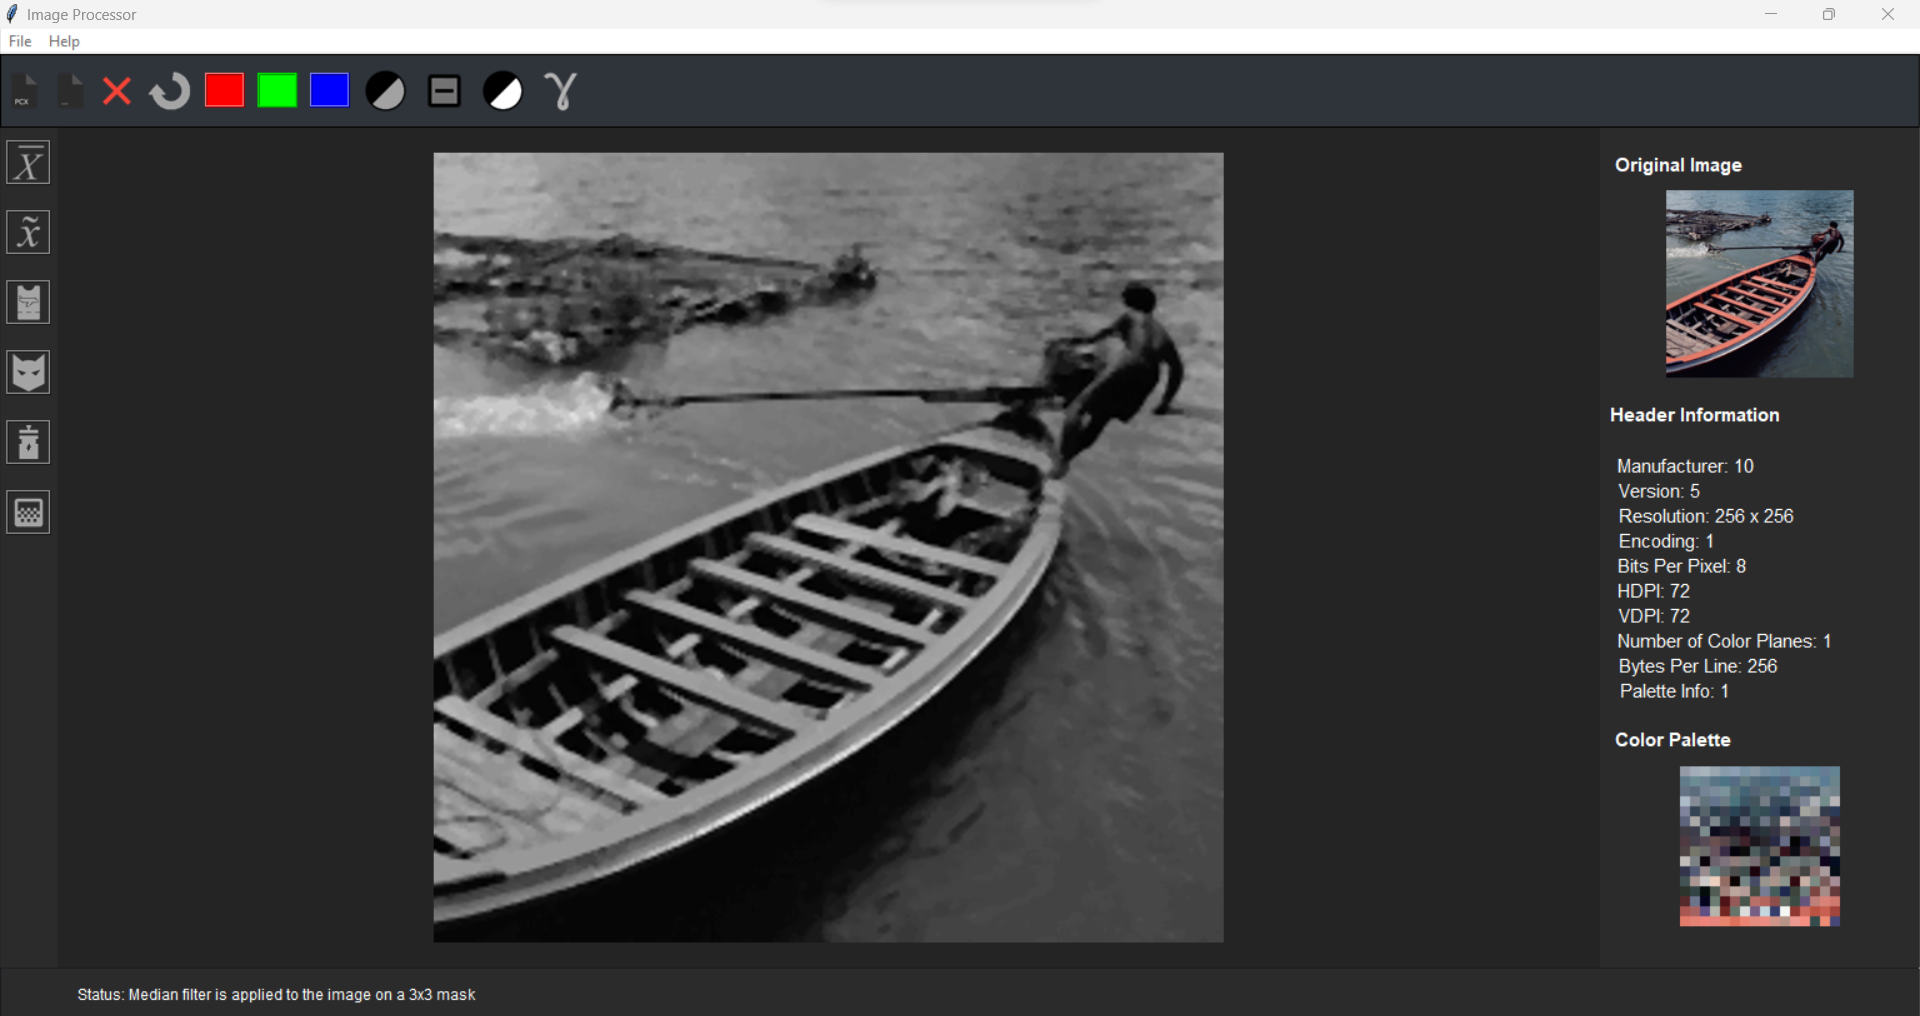 Image Processor
File Help
PCX
γ
X
x̃
Original Image
Header Information
Manufacturer: 10
Version: 5
Resolution: 256 x 256
Encoding: 1
Bits Per Pixel: 8
HDPI: 72
VDPI: 72
Number of Color Planes: 1
Bytes Per Line: 256
Palette Info: 1
Color Palette
Status: Median filter is applied to the image on a 3x3 mask